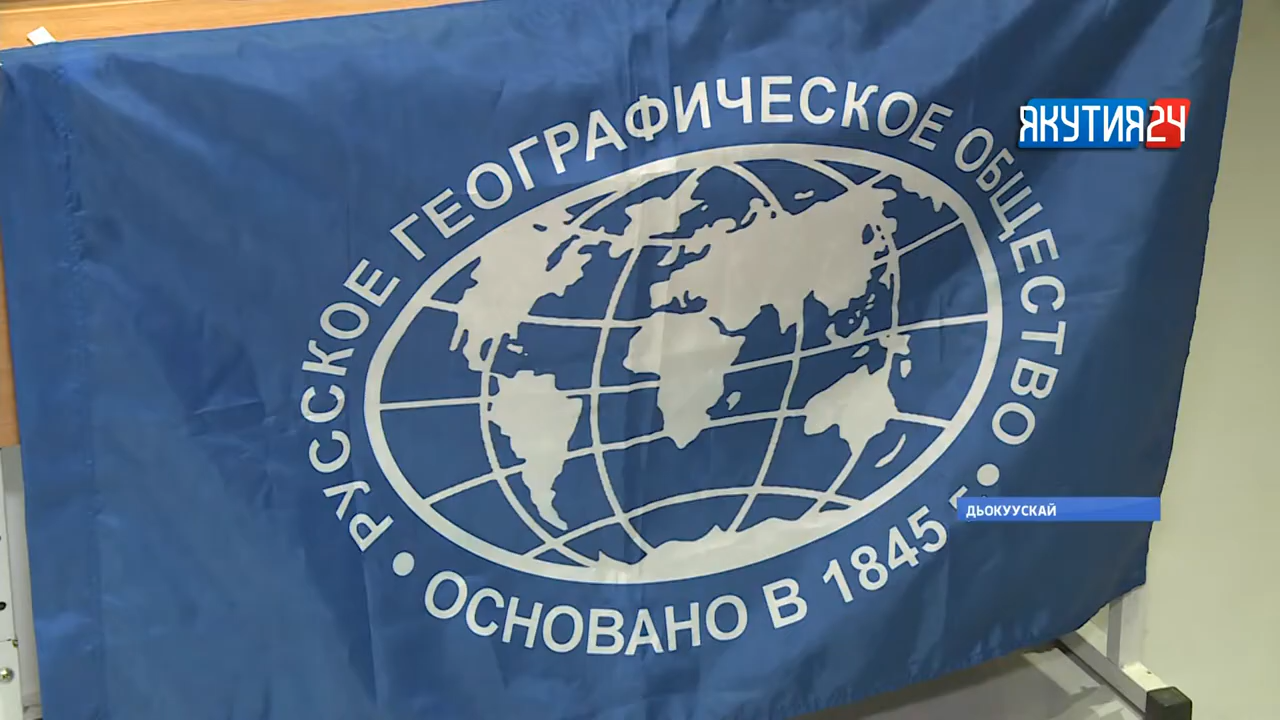 РУССКОЕ ГЕОГРАФИЧЕСКОЕ ОБЩЕСТВО
ЯКУТИЯ24
ДЬОКУУСКАЙ
• ОСНОВАНО В 1845 •